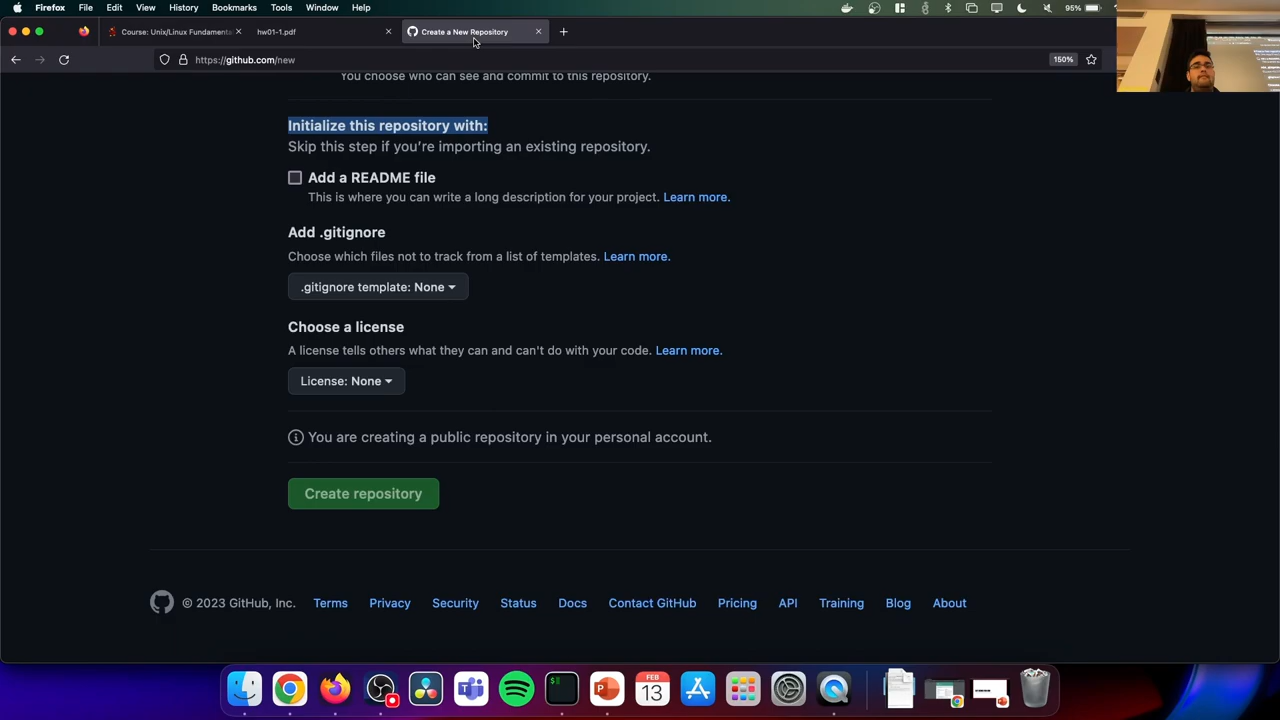 Firefox File Edit View History Bookmarks Tools Window Help 95%
Course: Unix/Linux Fundamenta hw01-1.pdf Create a New Repository
https://github.com/new 150%
You choose who can see and commit to this repository.
Initialize this repository with:
Skip this step if you're importing an existing repository.
Add a README file
This is where you can write a long description for your project. Learn more.
Add .gitignore
Choose which files not to track from a list of templates. Learn more.
.gitignore template: None
Choose a license
A license tells others what they can and can't do with your code. Learn more.
License: None
You are creating a public repository in your personal account.
Create repository
© 2023 GitHub, Inc. Terms Privacy Security Status Docs Contact GitHub Pricing API Training Blog About
FEB
13